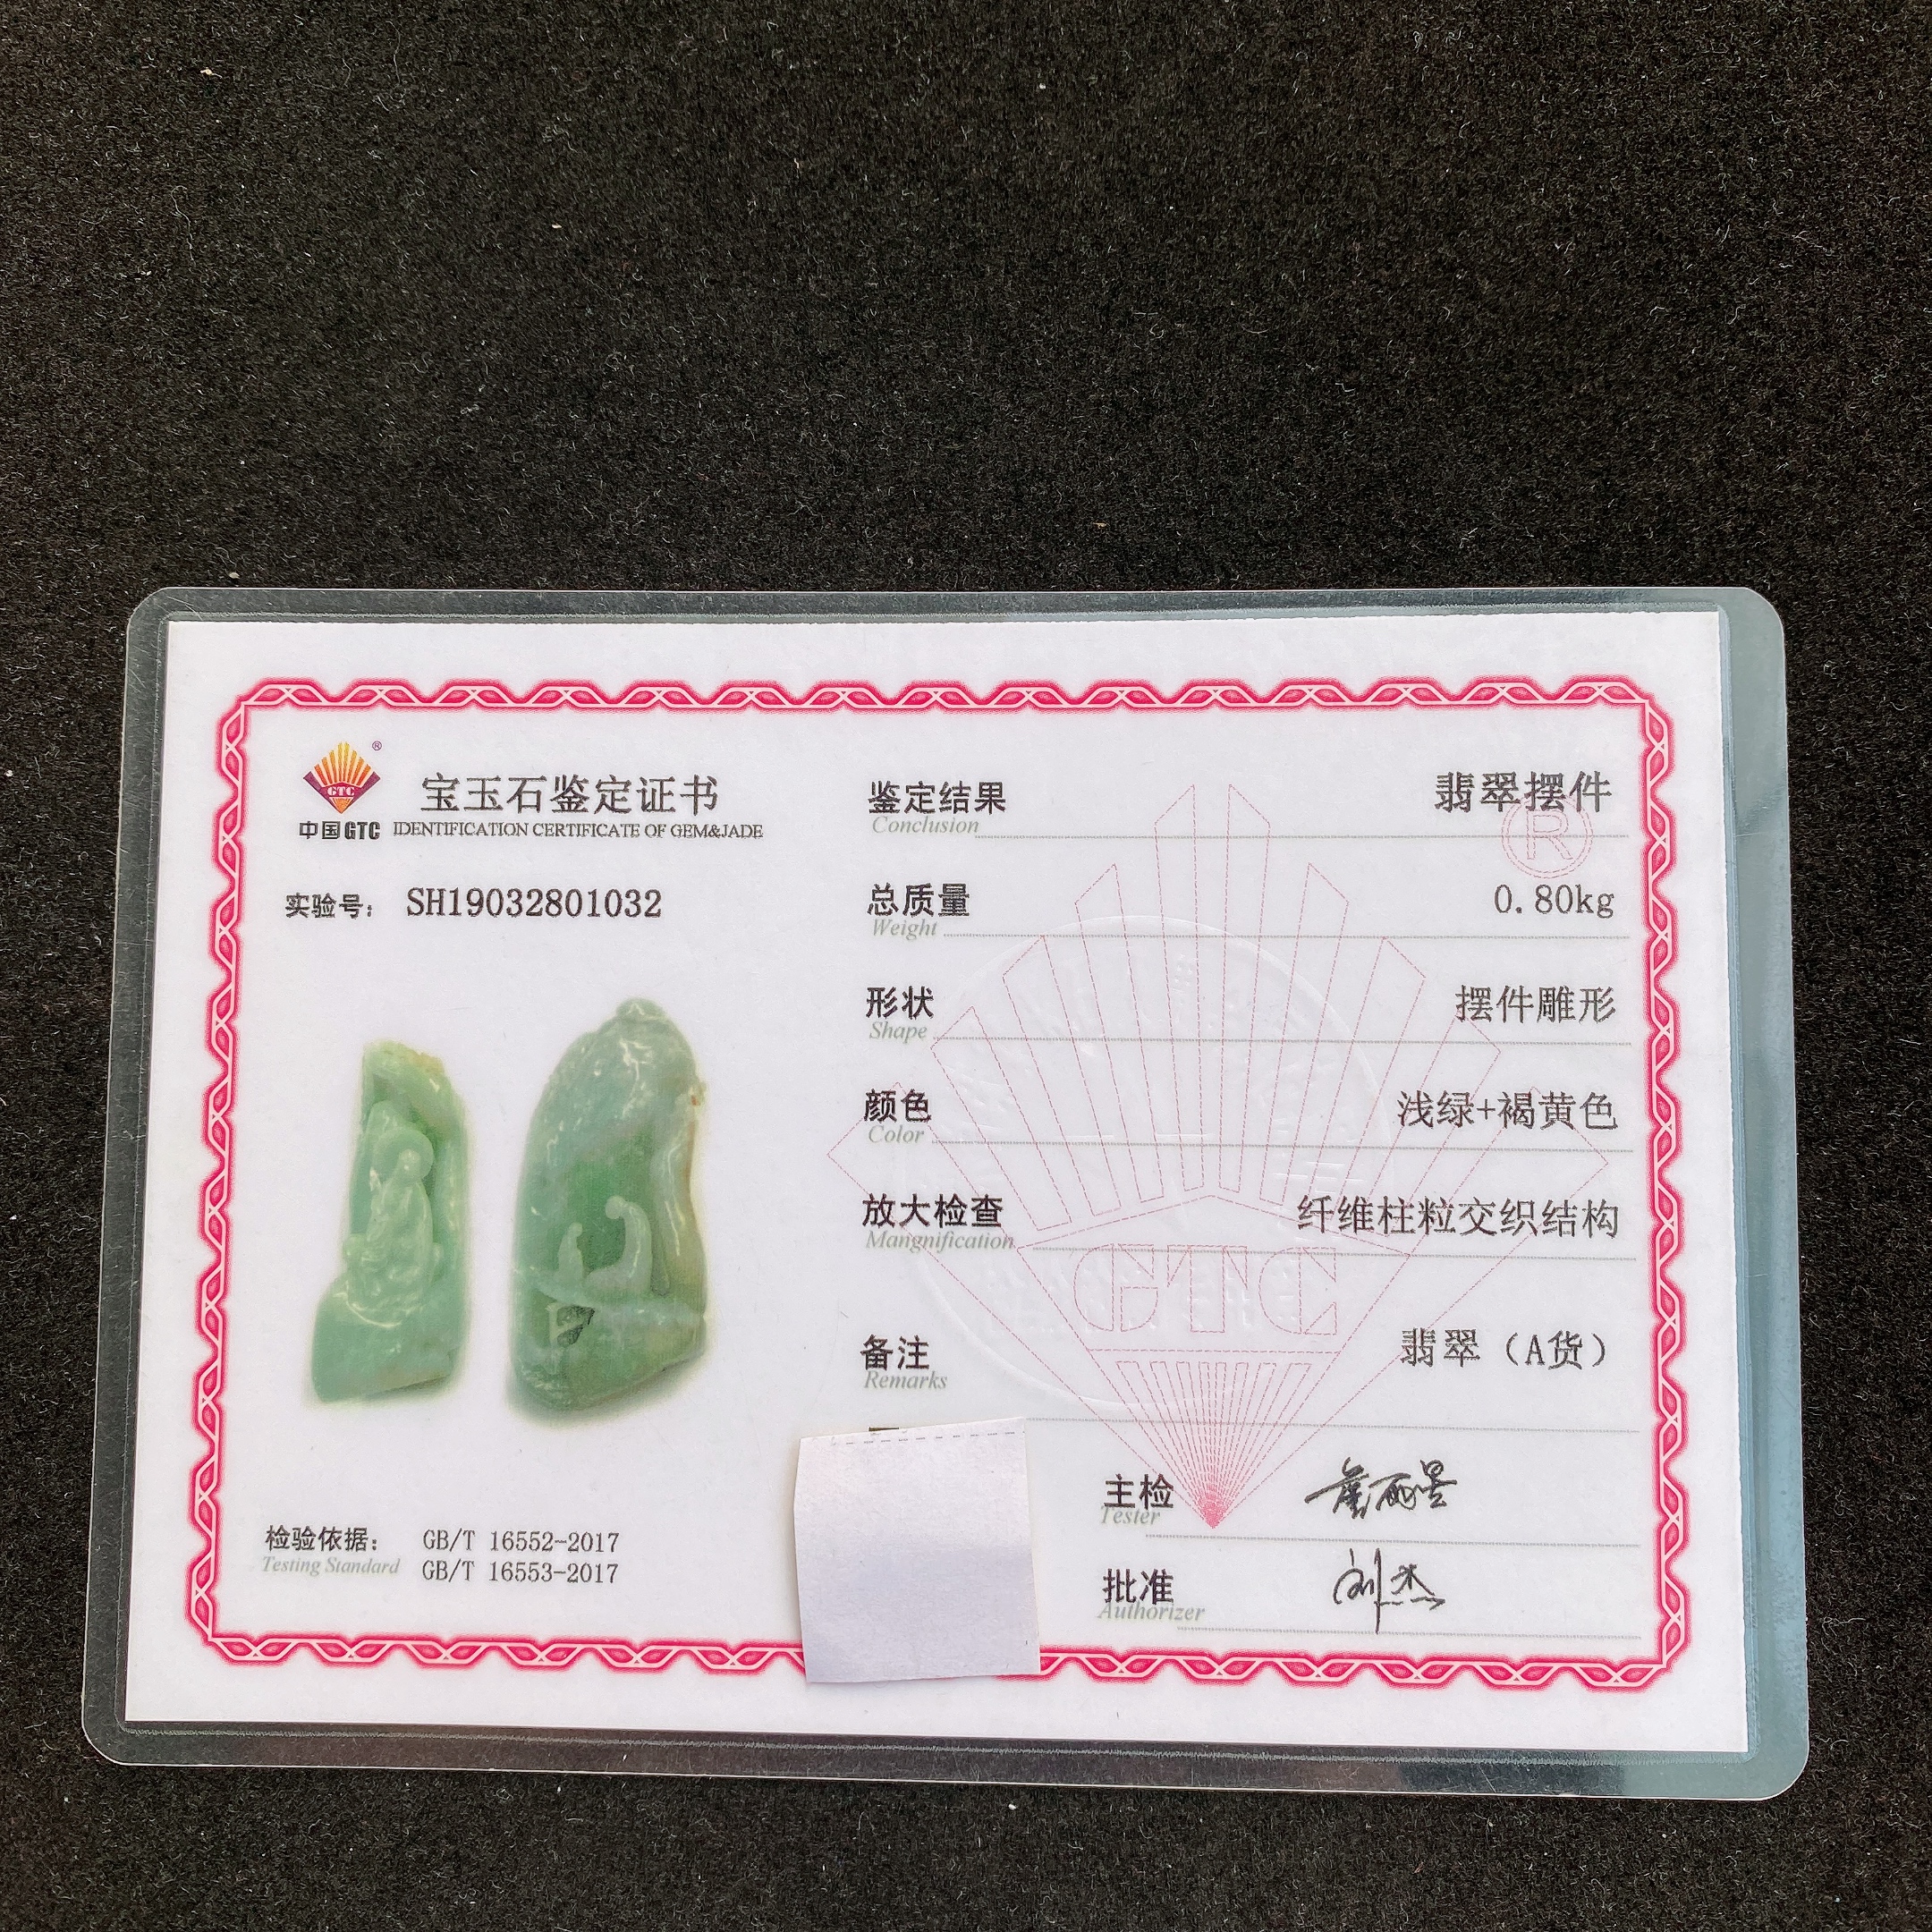 ®
GTC
中国GTC
宝玉石鉴定证书
IDENTIFICATION CERTIFICATE OF GEM&JADE
实验号: SH19032801032
检验依据: GB/T 16552-2017
Testing Standard GB/T 16553-2017
鉴定结果 翡翠摆件
Conclusion
®
总质量 0.80kg
Weight
形状 摆件雕形
Shape
颜色 浅绿+褐黄色
Color
放大检查 纤维柱粒交织结构
Mangnification
GTC
备注 翡翠（A货）
Remarks
主检
Tester
批准 刘杰
Authorizer